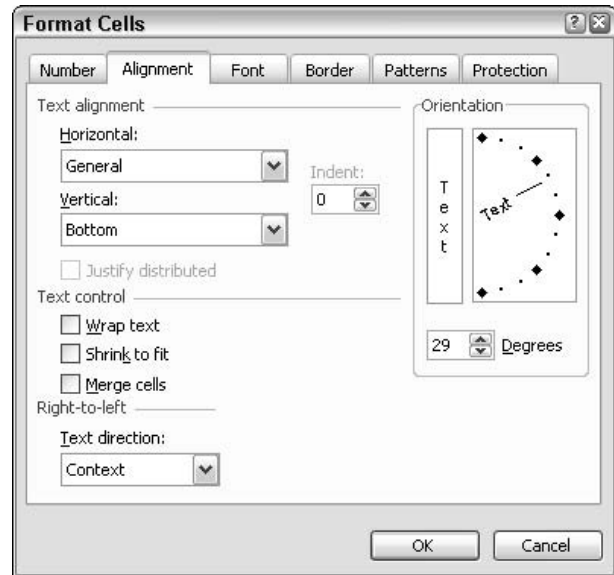 Format Cells
Number Alignment Font Border Patterns Protection
Text alignment
Horizontal:
General
Indent:
0
Vertical:
Bottom
Justify distributed
Text control
Wrap text
Shrink to fit
Merge cells
Right-to-left
Text direction:
Context
Orientation
Text
Text
29 Degrees
OK Cancel